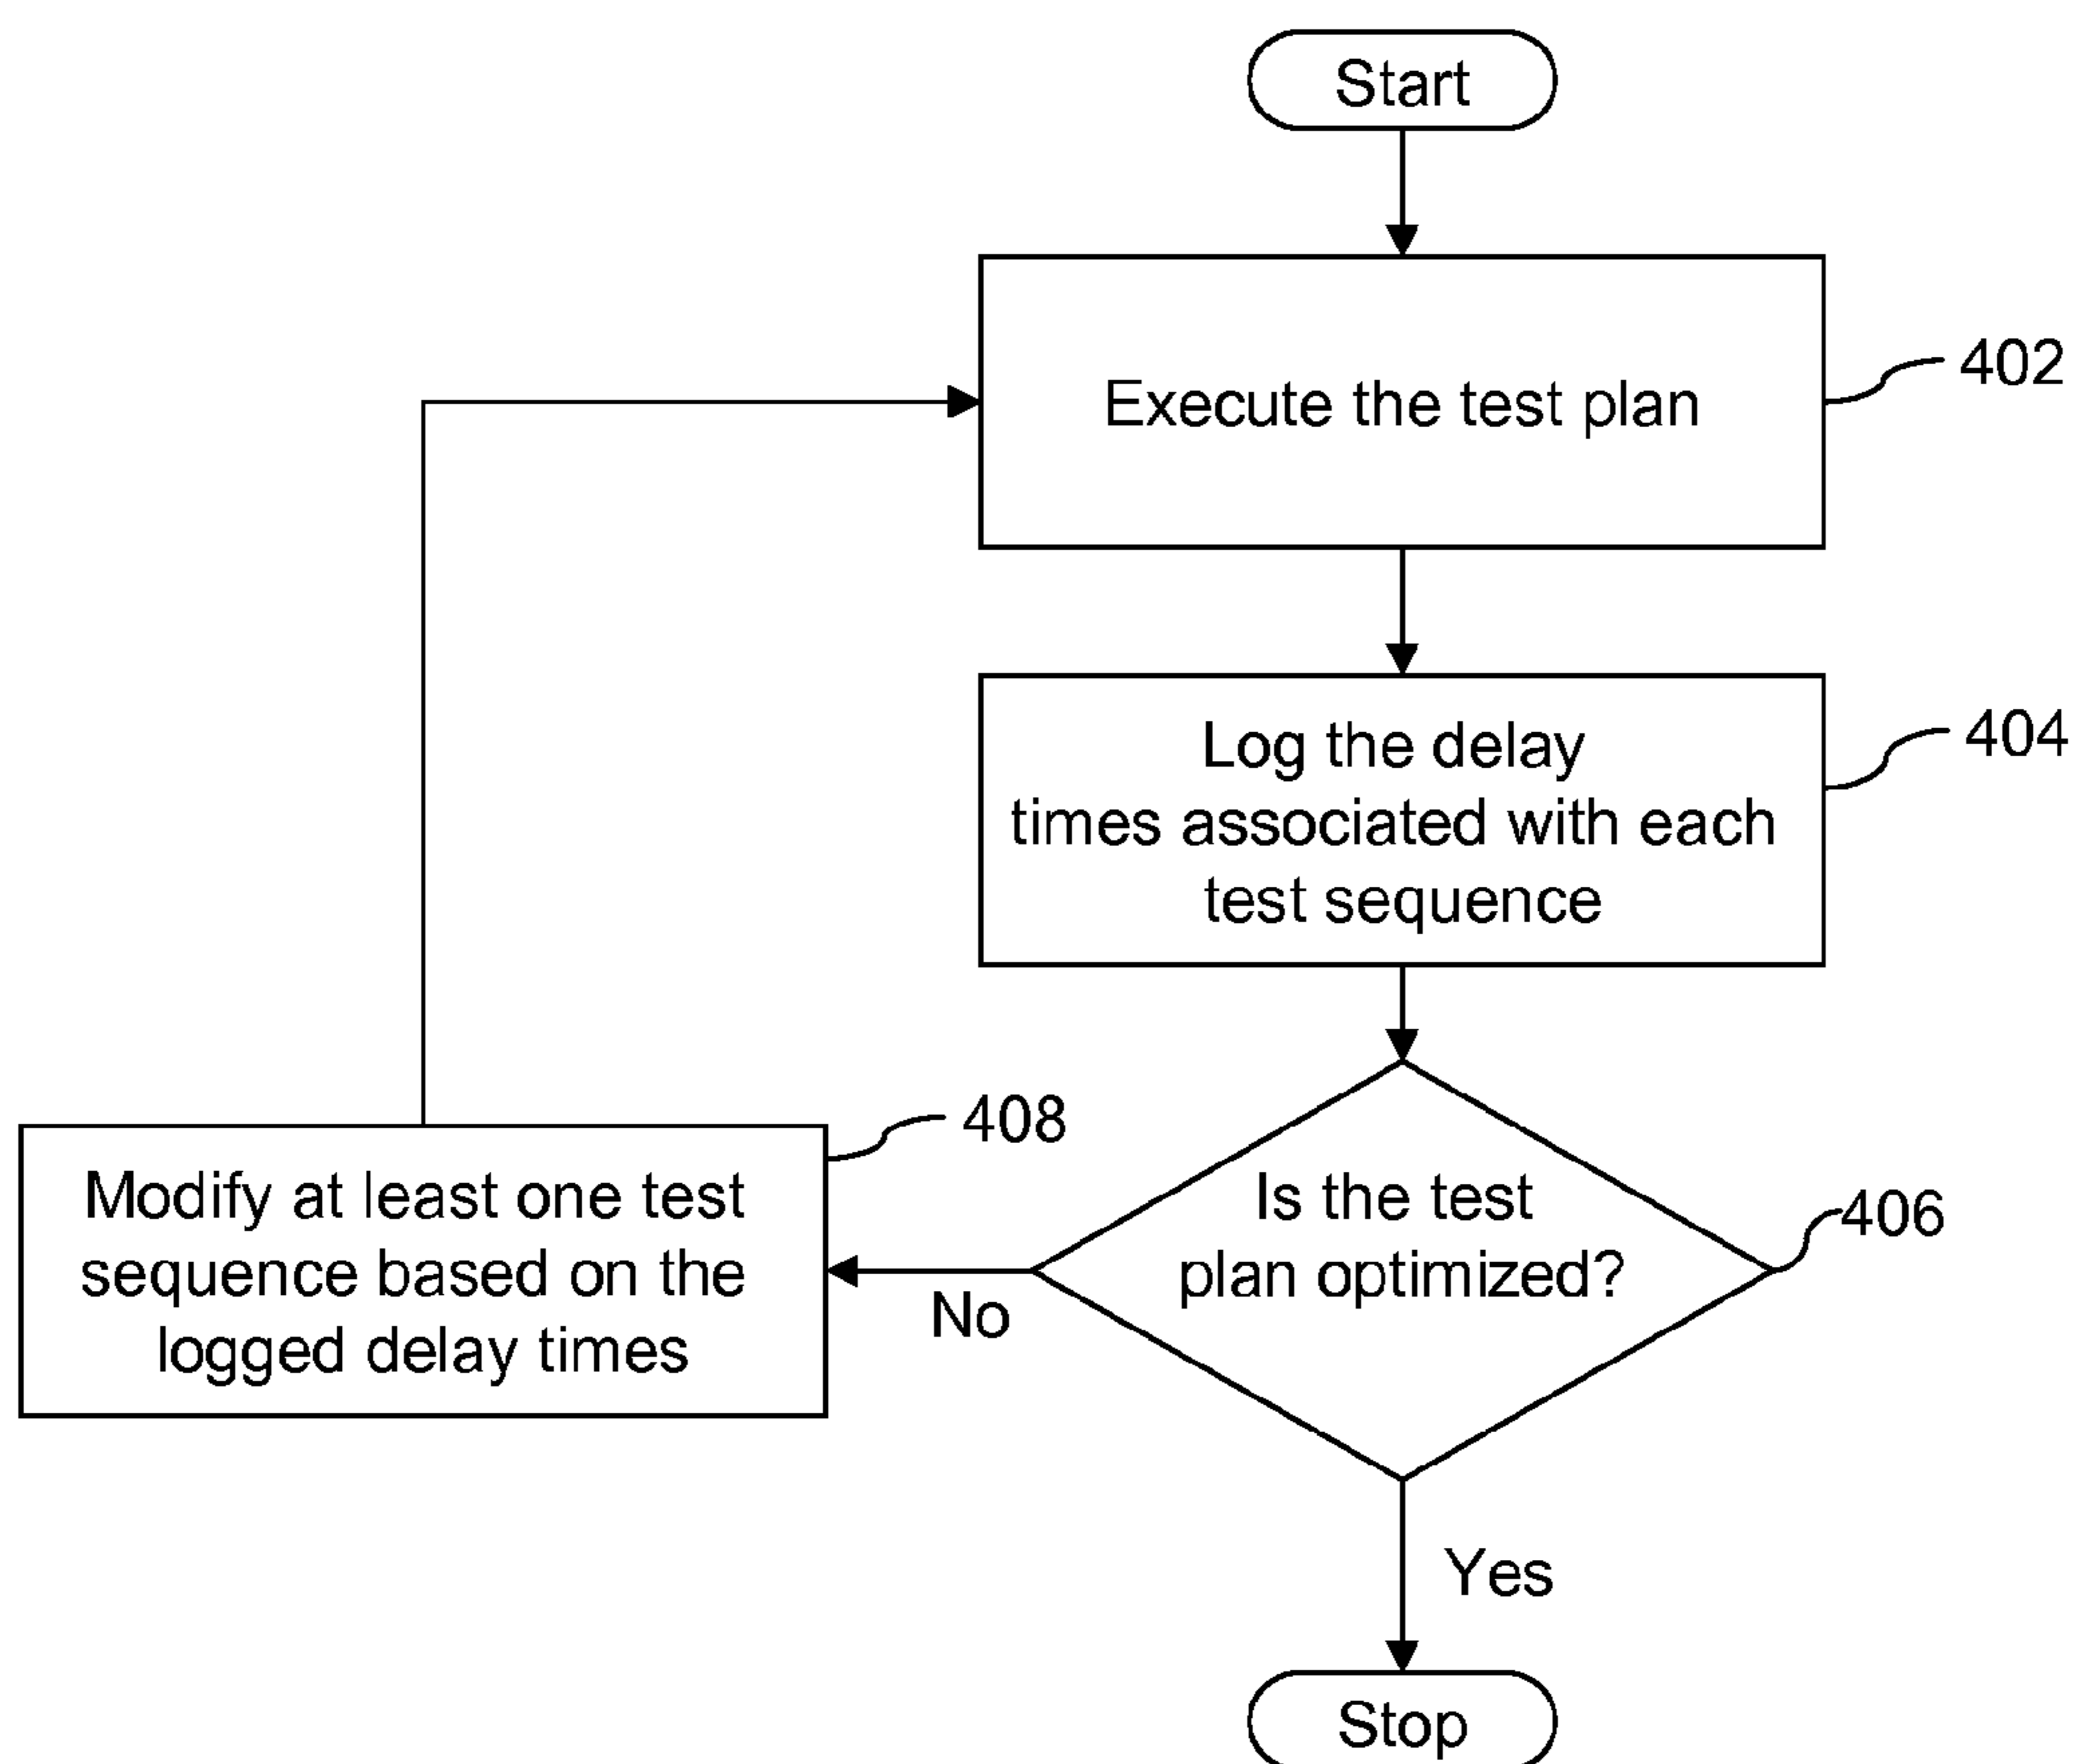 Start
Execute the test plan
402
Log the delay
times associated with each
test sequence
404
Is the test
plan optimized?
406
No
408
Modify at least one test
sequence based on the
logged delay times
Yes
Stop